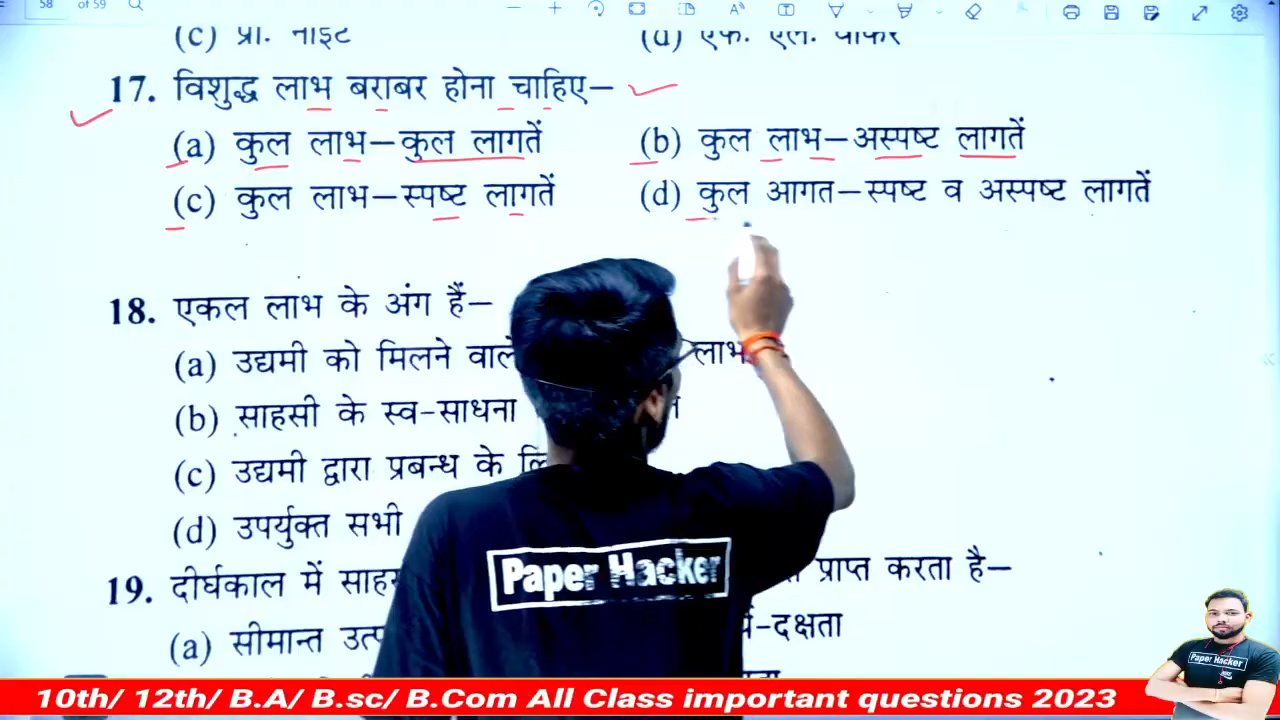 58 of 59
(c) प्रो. नाइट (d) एफ. एल. पार्कर
17. विशुद्ध लाभ बराबर होना चाहिए–
(a) कुल लाभ–कुल लागतें (b) कुल लाभ–अस्पष्ट लागतें
(c) कुल लाभ–स्पष्ट लागतें (d) कुल आगत–स्पष्ट व अस्पष्ट लागतें
18. एकल लाभ के अंग हैं–
(a) उद्यमी को मिलने वाले लाभ
(b) साहसी के स्व-साधना
(c) उद्यमी द्वारा प्रबन्ध के
(d) उपर्युक्त सभी
19. दीर्घकाल में प्राप्त करता है–
(a) सीमान्त -दक्षता
Paper Hacker
Paper Hacker
10th/ 12th/ B.A/ B.sc/ B.Com All Class important questions 2023